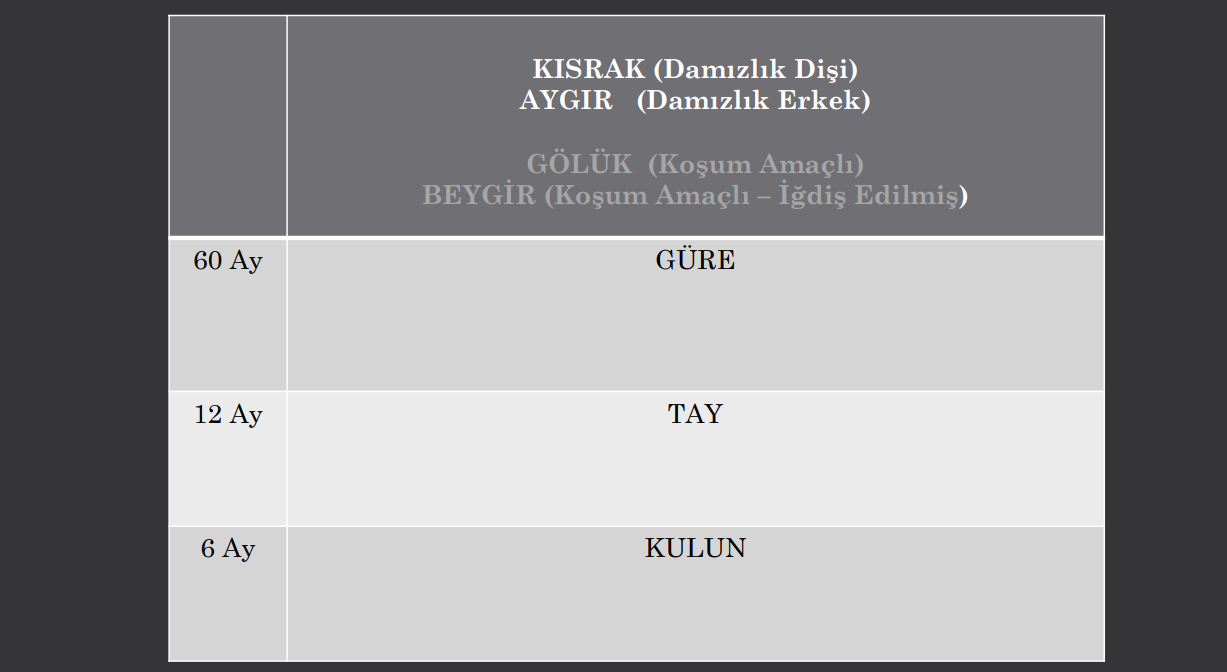 KISRAK (Damızlık Dişi)
AYGIR (Damızlık Erkek)
GÖLÜK (Koşum Amaçlı)
BEYGİR (Koşum Amaçlı – İğdiş Edilmiş)
60 Ay GÜRE
12 Ay TAY
6 Ay KULUN